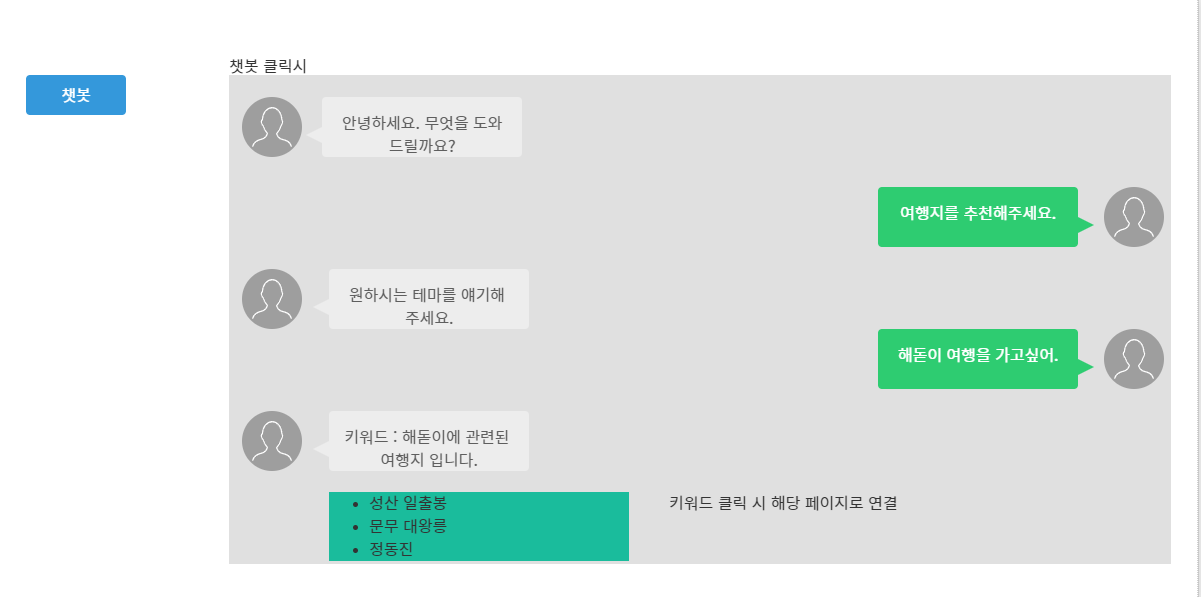 챗봇 클릭시
챗봇
안녕하세요. 무엇을 도와
드릴까요?
여행지를 추천해주세요.
원하시는 테마를 얘기해
주세요.
해돋이 여행을 가고싶어.
키워드 : 해돋이에 관련된
여행지 입니다.
• 성산 일출봉
키워드 클릭 시 해당 페이지로 연결
• 문무 대왕릉
• 정동진